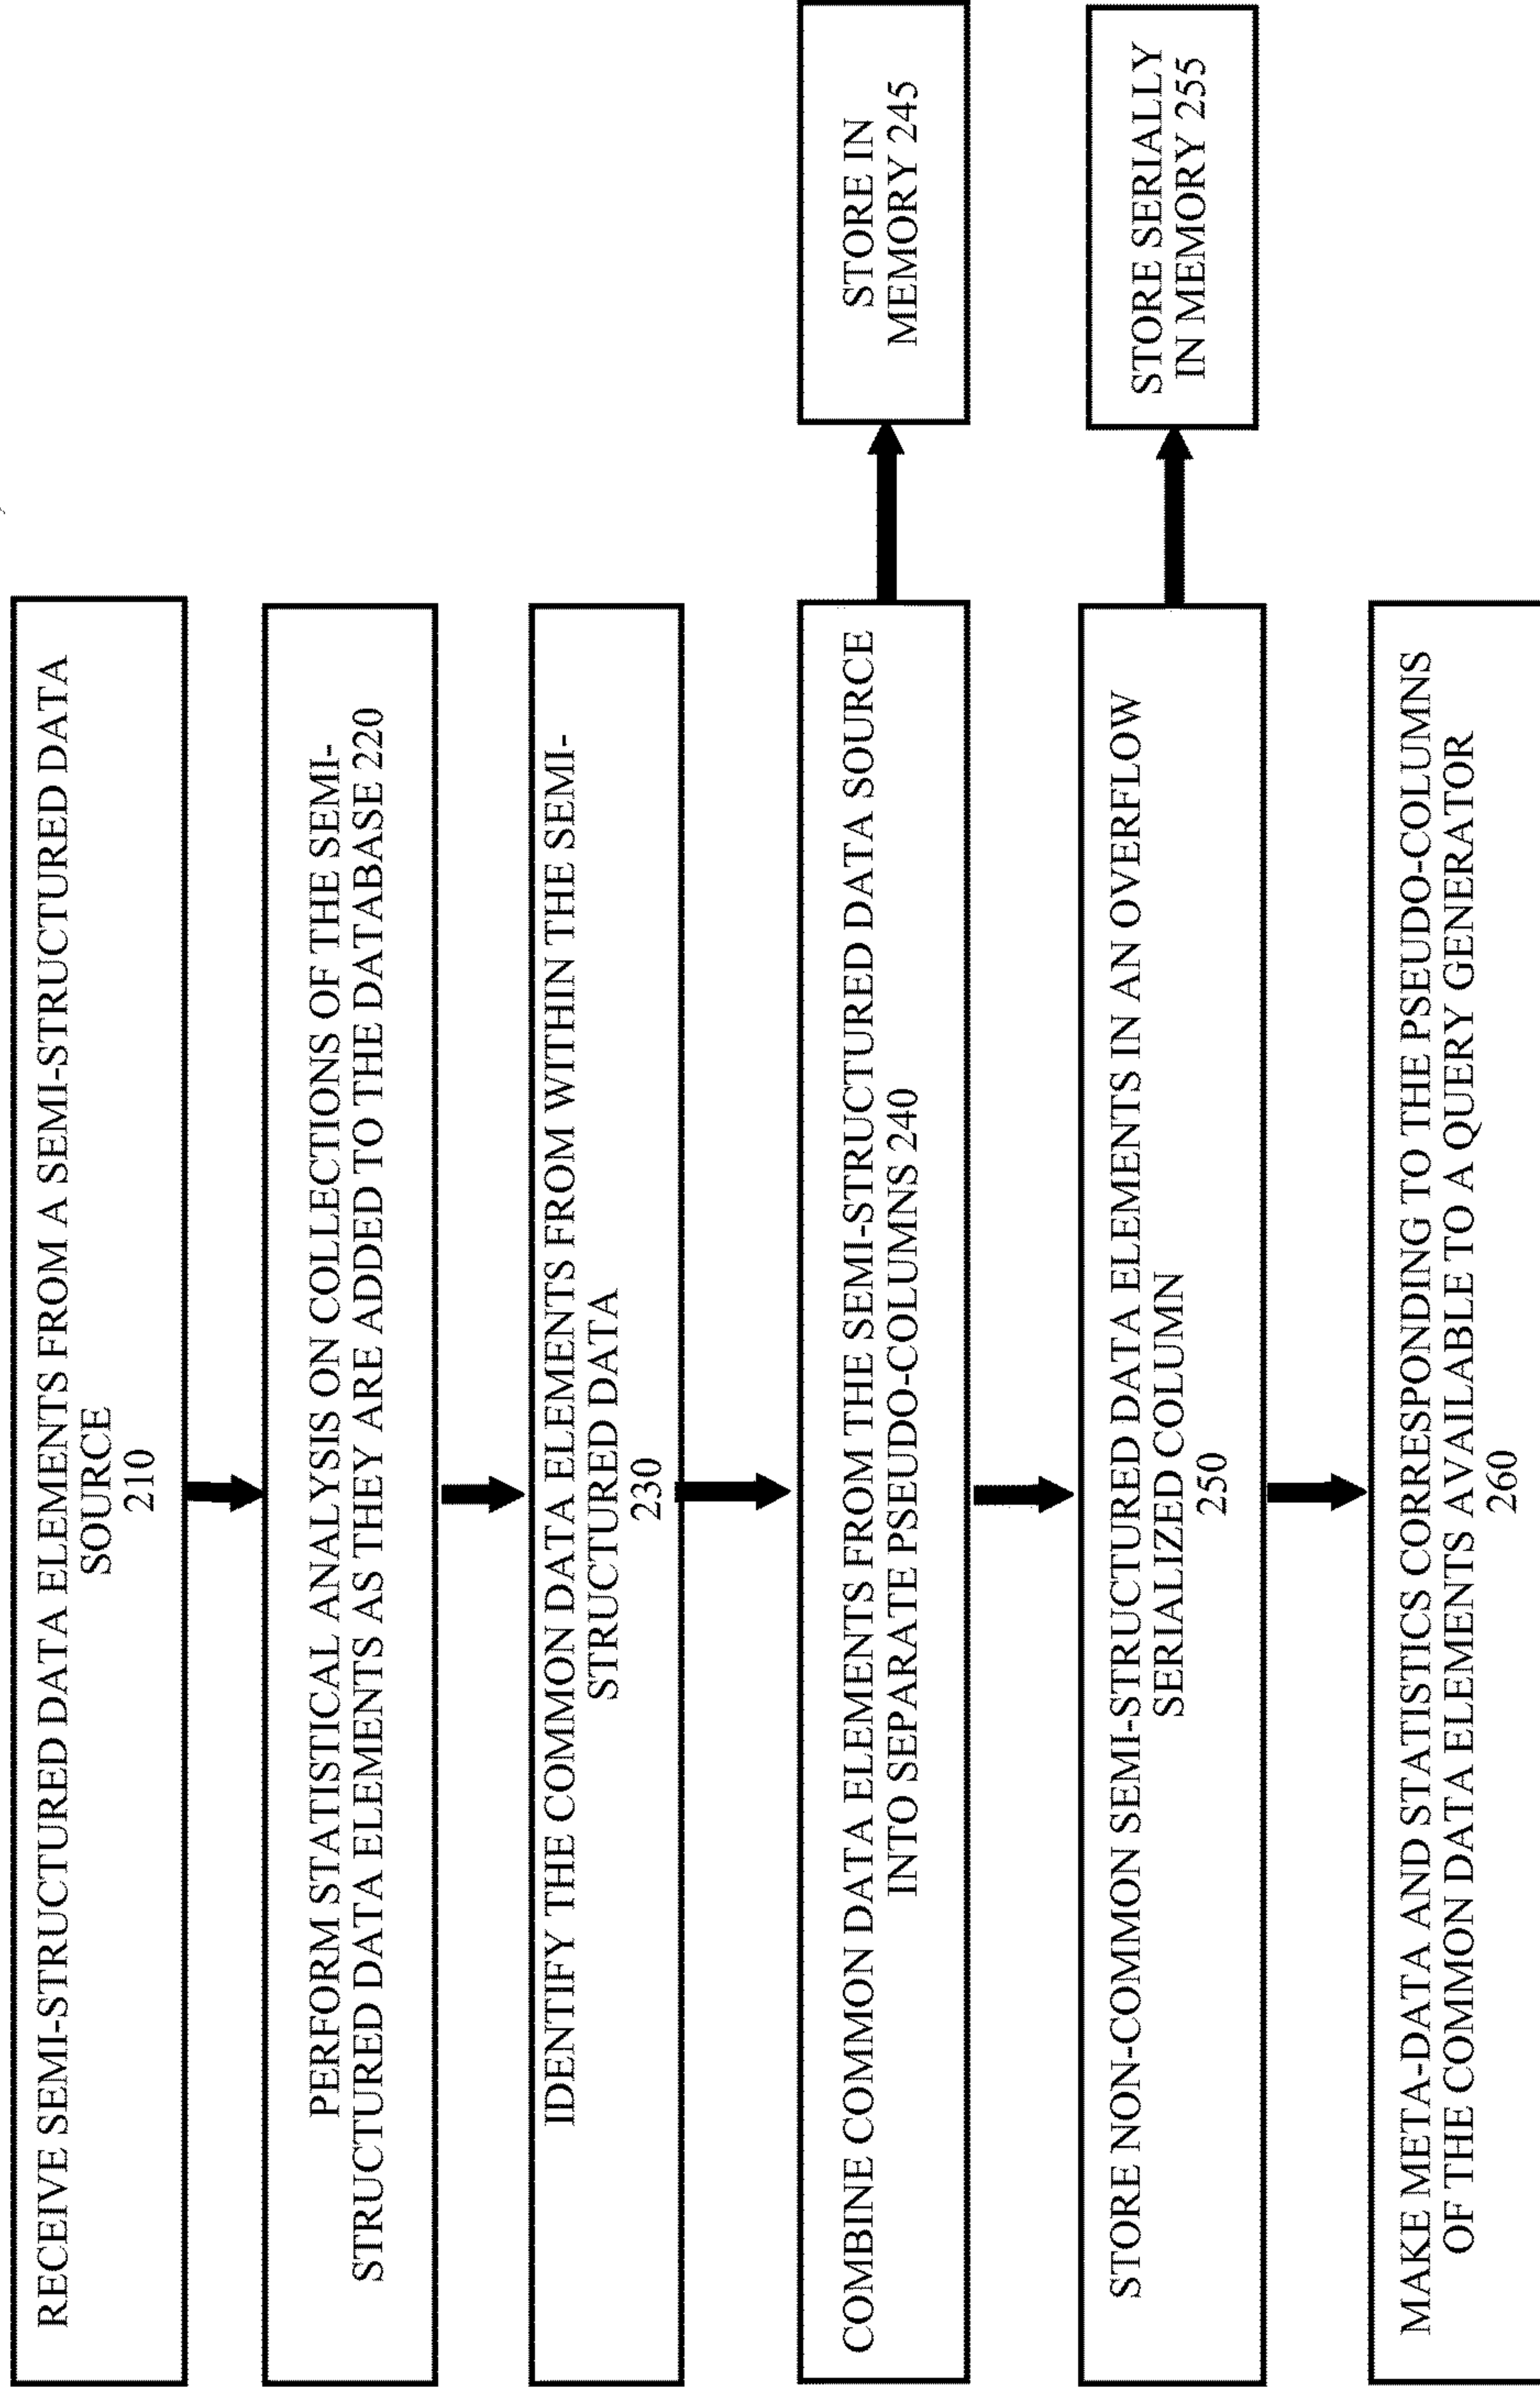 RECEIVE SEMI-STRUCTURED DATA ELEMENTS FROM A SEMI-STRUCTURED DATA
SOURCE
210
PERFORM STATISTICAL ANALYSIS ON COLLECTIONS OF THE SEMI-
STRUCTURED DATA ELEMENTS AS THEY ARE ADDED TO THE DATABASE 220
IDENTIFY THE COMMON DATA ELEMENTS FROM WITHIN THE SEMI-
STRUCTURED DATA
230
COMBINE COMMON DATA ELEMENTS FROM THE SEMI-STRUCTURED DATA SOURCE
INTO SEPARATE PSEUDO-COLUMNS 240
STORE IN
MEMORY 245
STORE NON-COMMON SEMI-STRUCTURED DATA ELEMENTS IN AN OVERFLOW
SERIALIZED COLUMN
250
STORE SERIALLY
IN MEMORY 255
MAKE META-DATA AND STATISTICS CORRESPONDING TO THE PSEUDO-COLUMNS
OF THE COMMON DATA ELEMENTS AVAILABLE TO A QUERY GENERATOR
260